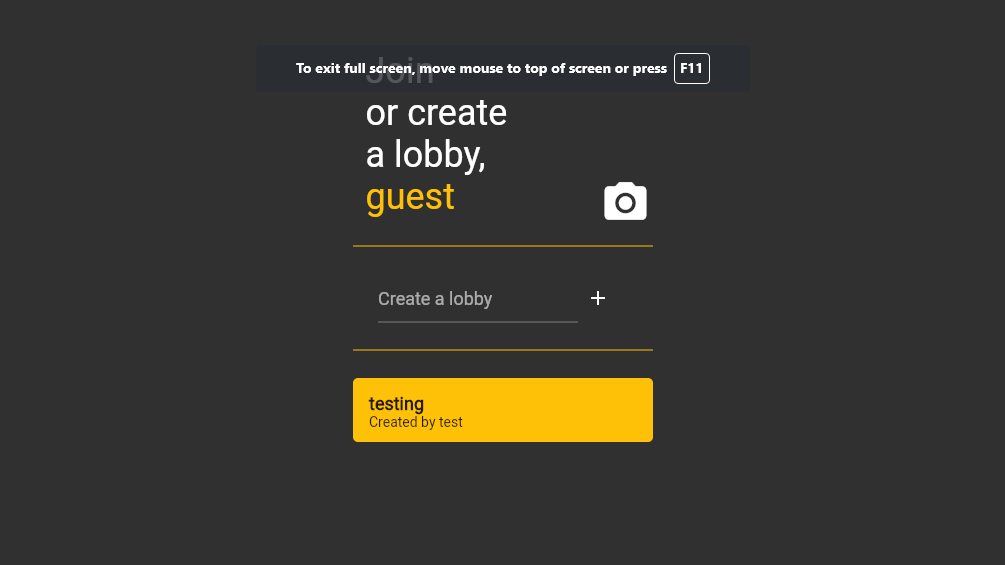 To exit full screen, move mouse to top of screen or press F11
Join
or create
a lobby,
guest
Create a lobby
+
testing
Created by test